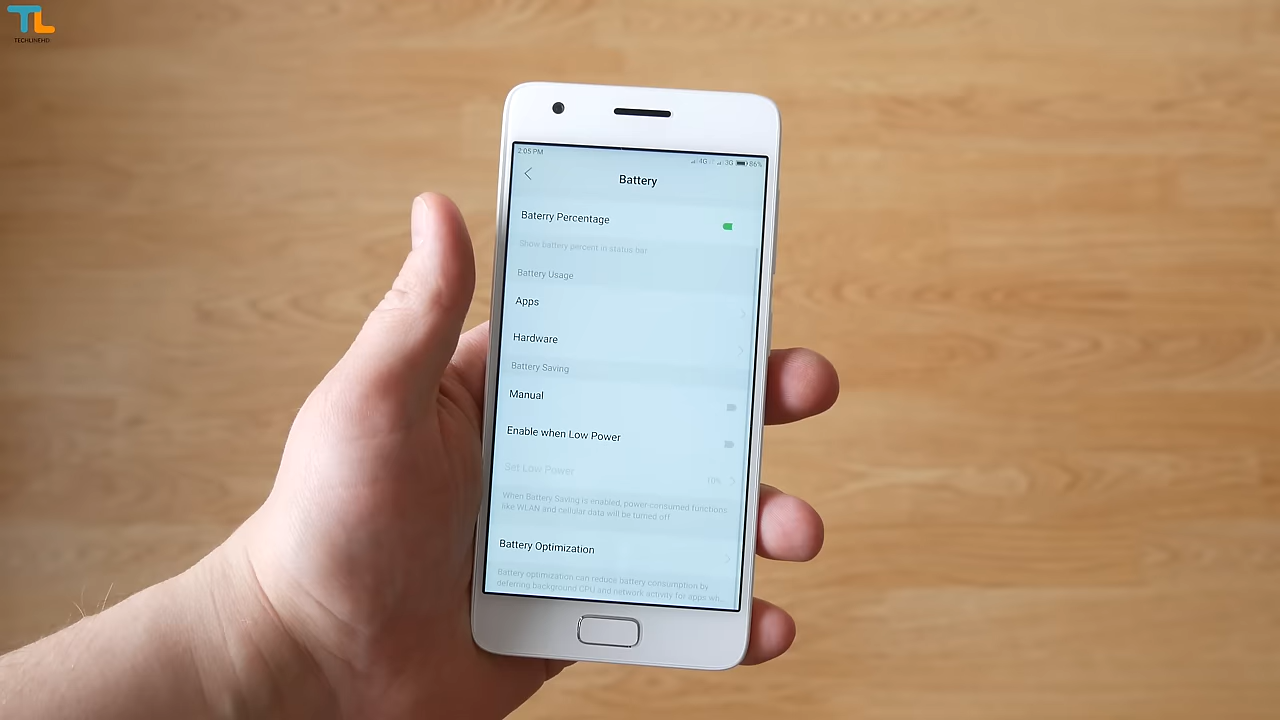 TL
TECHLINEHD
2:05 PM 4G 3G 86%
Battery
Baterry Percentage
Show battery percent in status bar
Battery Usage
Apps
Hardware
Battery Saving
Manual
Enable when Low Power
Set Low Power 10%
When Battery Saving is enabled, power-consumed functions
like WLAN and cellular data will be turned off
Battery Optimization
Battery optimization can reduce battery consumption by
deferring background CPU and network activity for apps wh...